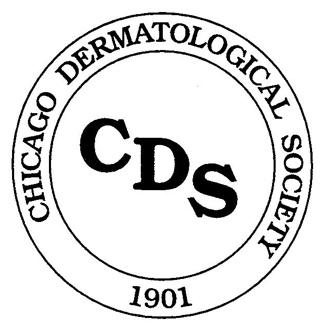 CHICAGO DERMATOLOGICAL SOCIETY
CDS
1901